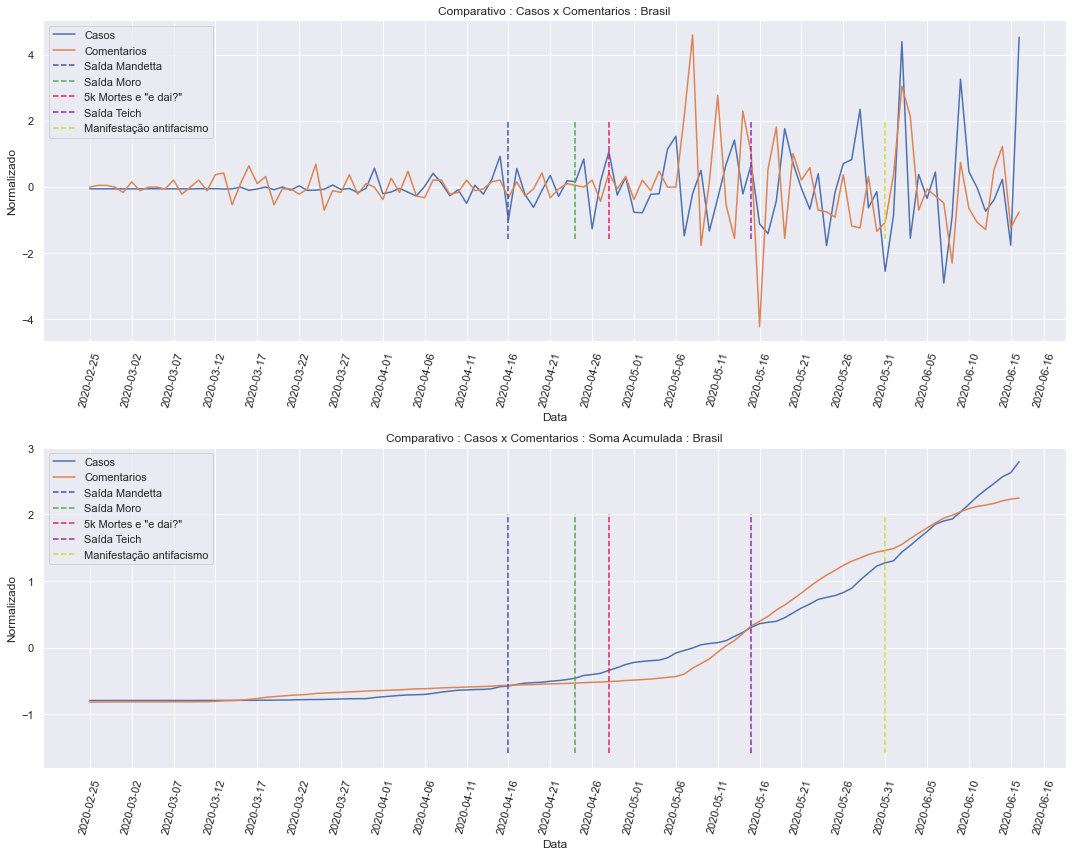 Comparativo : Casos x Comentarios : Brasil
Normalizado
4
2
0
−2
−4
Casos
Comentarios
Saída Mandetta
Saída Moro
5k Mortes e "e dai?"
Saída Teich
Manifestação antifacismo
2020-02-25
2020-03-02
2020-03-07
2020-03-12
2020-03-17
2020-03-22
2020-03-27
2020-04-01
2020-04-06
2020-04-11
2020-04-16
2020-04-21
2020-04-26
2020-05-01
2020-05-06
2020-05-11
2020-05-16
2020-05-21
2020-05-26
2020-05-31
2020-06-05
2020-06-10
2020-06-15
2020-06-16
Data
Comparativo : Casos x Comentarios : Soma Acumulada : Brasil
Normalizado
3
2
1
0
−1
Casos
Comentarios
Saída Mandetta
Saída Moro
5k Mortes e "e dai?"
Saída Teich
Manifestação antifacismo
2020-02-25
2020-03-02
2020-03-07
2020-03-12
2020-03-17
2020-03-22
2020-03-27
2020-04-01
2020-04-06
2020-04-11
2020-04-16
2020-04-21
2020-04-26
2020-05-01
2020-05-06
2020-05-11
2020-05-16
2020-05-21
2020-05-26
2020-05-31
2020-06-05
2020-06-10
2020-06-15
2020-06-16
Data